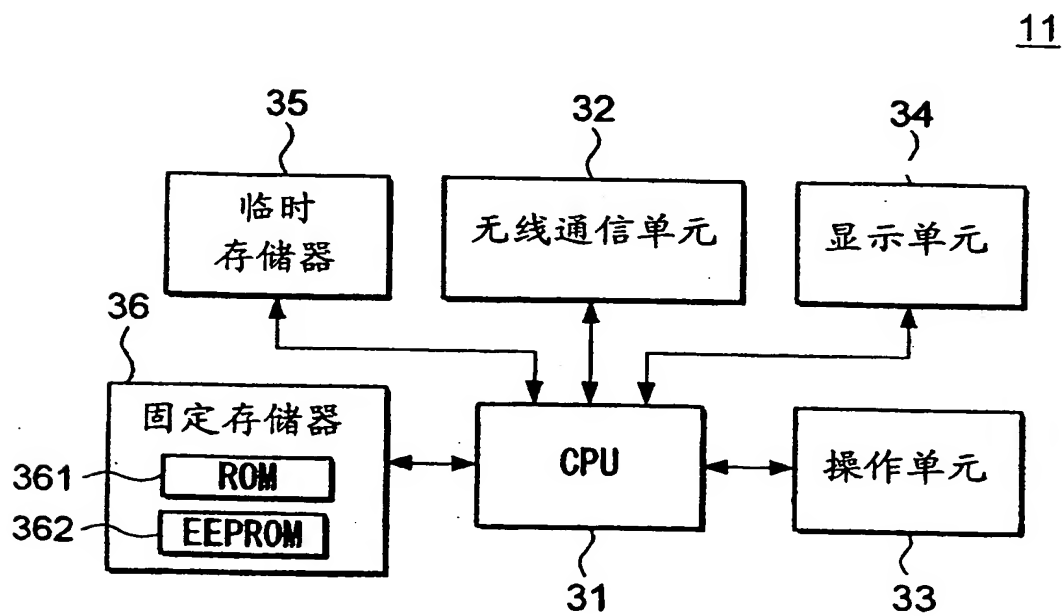 11
35
32
34
临时
存储器
无线通信单元
显示单元
36
固定存储器
361
ROM
362
EEPROM
CPU
操作单元
31
33